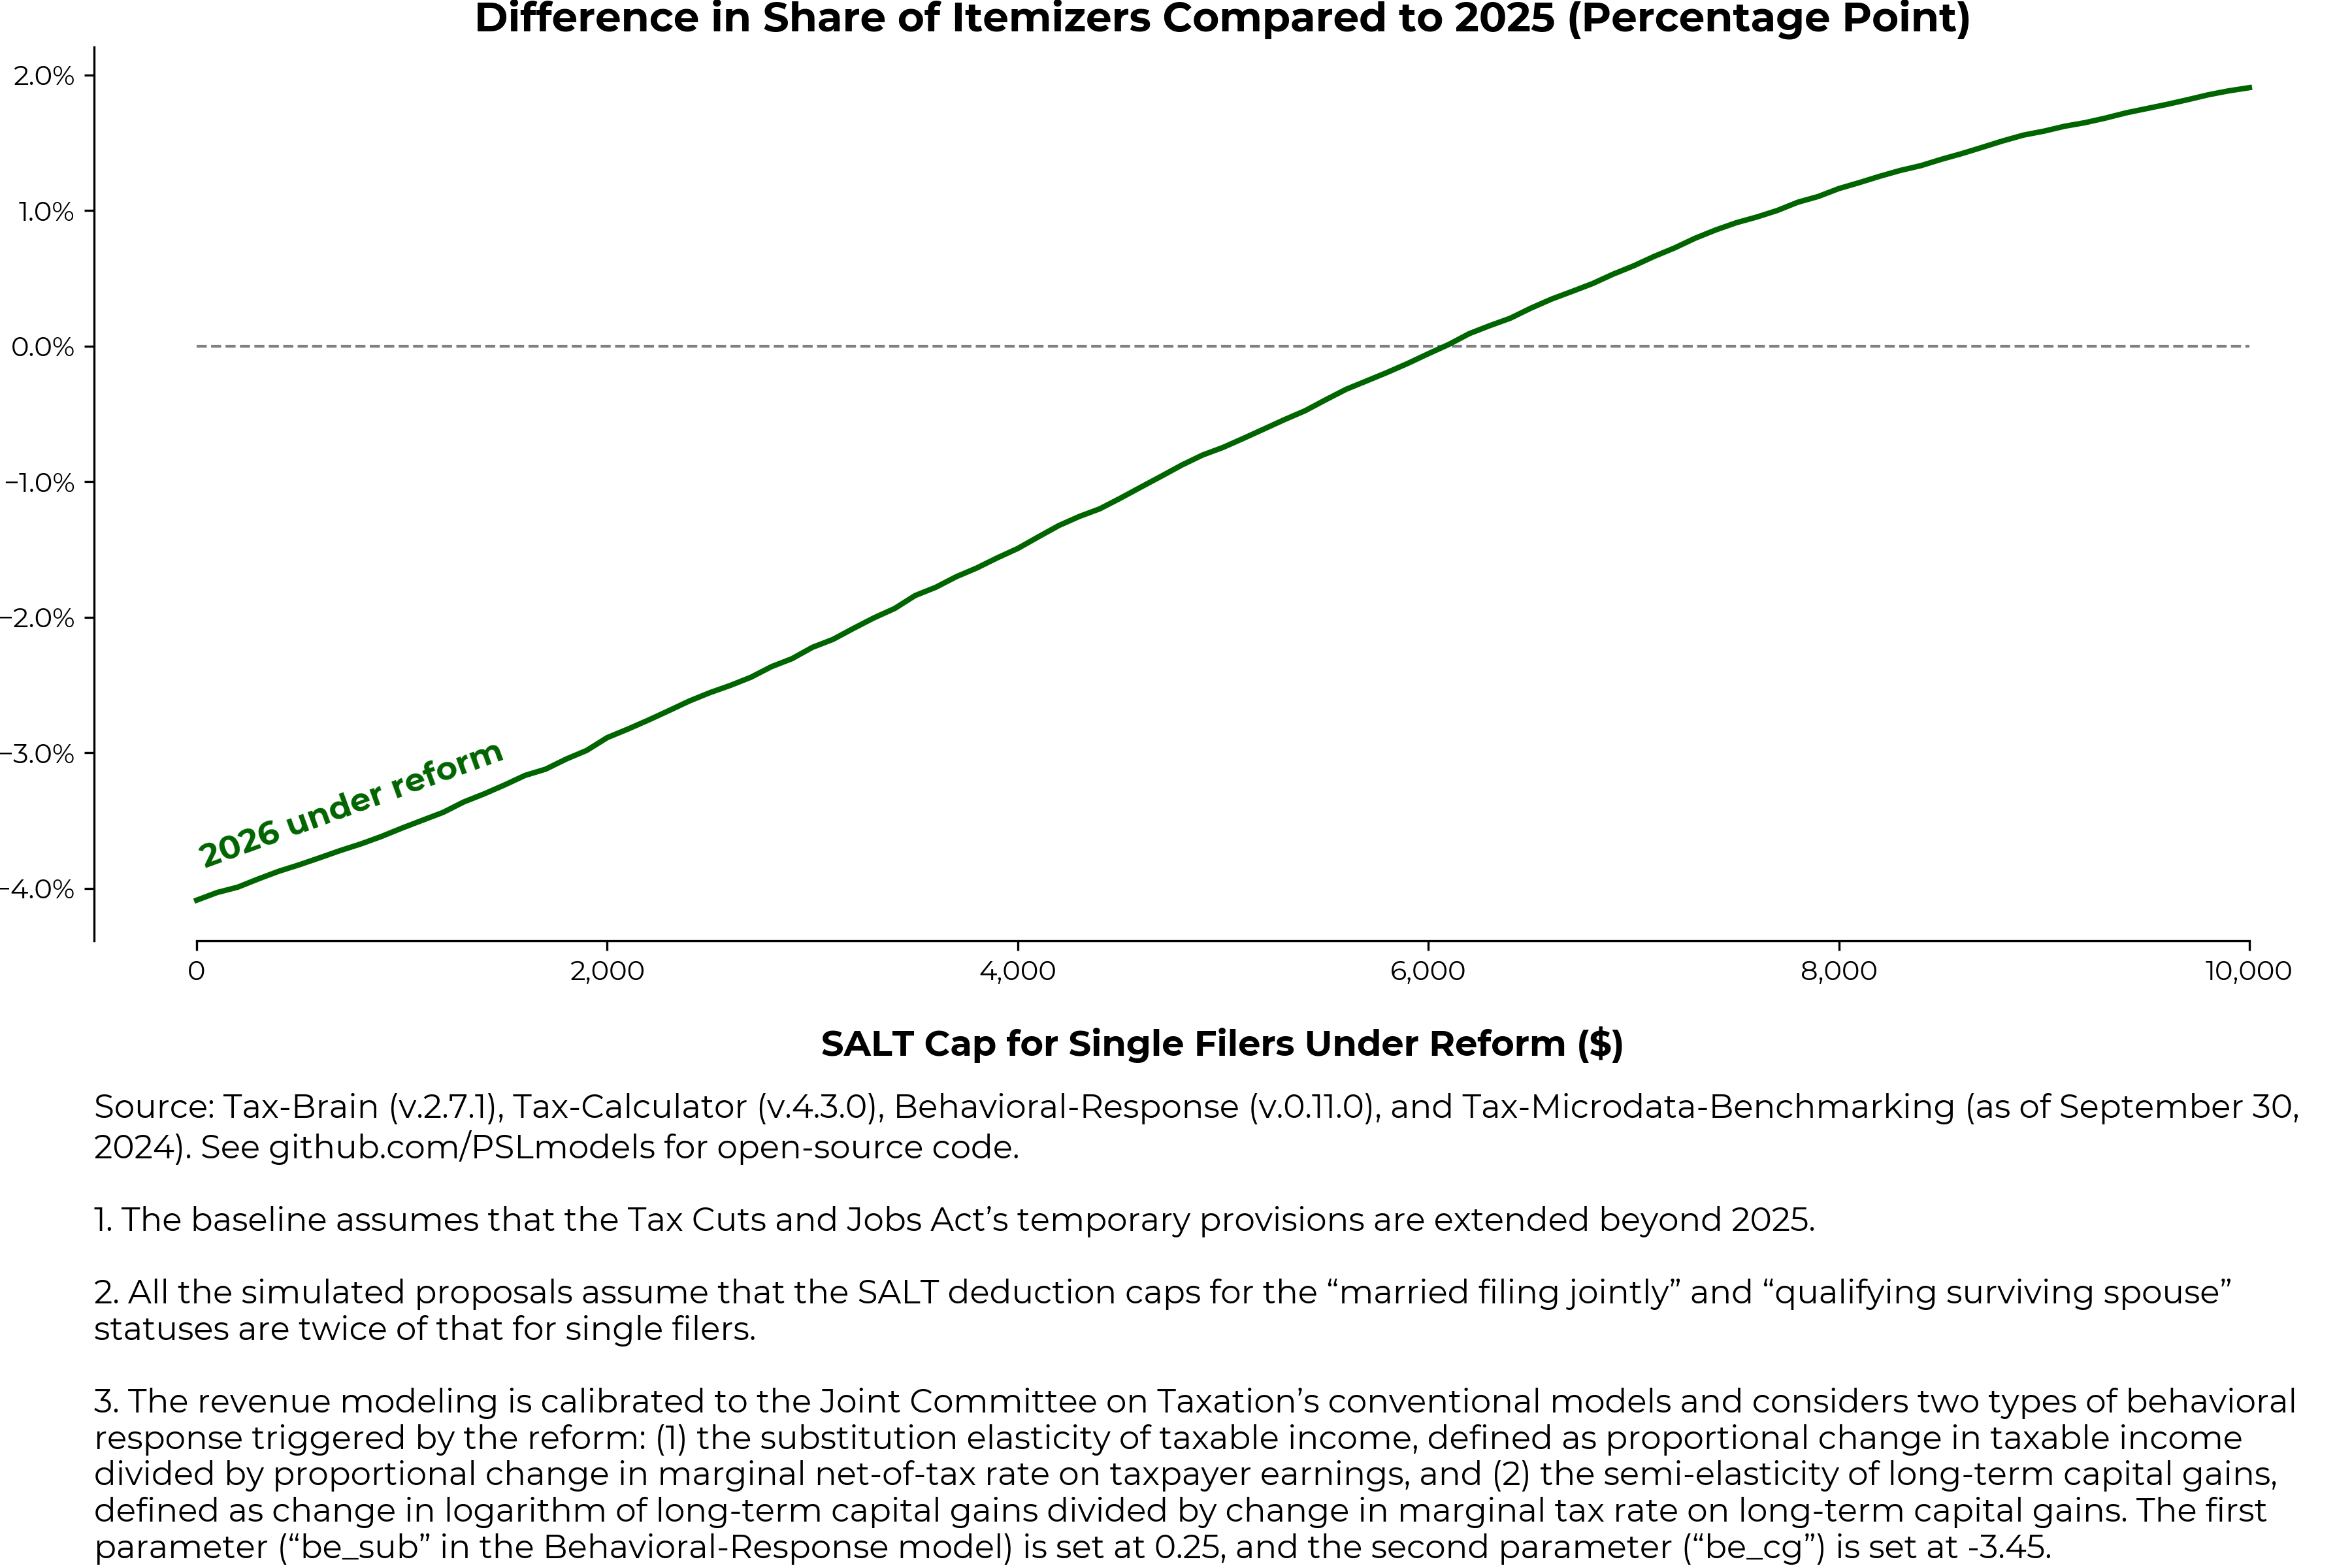 Difference in Share of Itemizers Compared to 2025 (Percentage Point)
2.0%
1.0%
0.0%
−1.0%
−2.0%
−3.0%
−4.0%
2026 under reform
0
2,000
4,000
6,000
8,000
10,000
SALT Cap for Single Filers Under Reform ($)
Source: Tax-Brain (v.2.7.1), Tax-Calculator (v.4.3.0), Behavioral-Response (v.0.11.0), and Tax-Microdata-Benchmarking (as of September 30,
2024). See github.com/PSLmodels for open-source code.
1. The baseline assumes that the Tax Cuts and Jobs Act’s temporary provisions are extended beyond 2025.
2. All the simulated proposals assume that the SALT deduction caps for the “married filing jointly” and “qualifying surviving spouse”
statuses are twice of that for single filers.
3. The revenue modeling is calibrated to the Joint Committee on Taxation’s conventional models and considers two types of behavioral
response triggered by the reform: (1) the substitution elasticity of taxable income, defined as proportional change in taxable income
divided by proportional change in marginal net-of-tax rate on taxpayer earnings, and (2) the semi-elasticity of long-term capital gains,
defined as change in logarithm of long-term capital gains divided by change in marginal tax rate on long-term capital gains. The first
parameter (“be_sub” in the Behavioral-Response model) is set at 0.25, and the second parameter (“be_cg”) is set at -3.45.